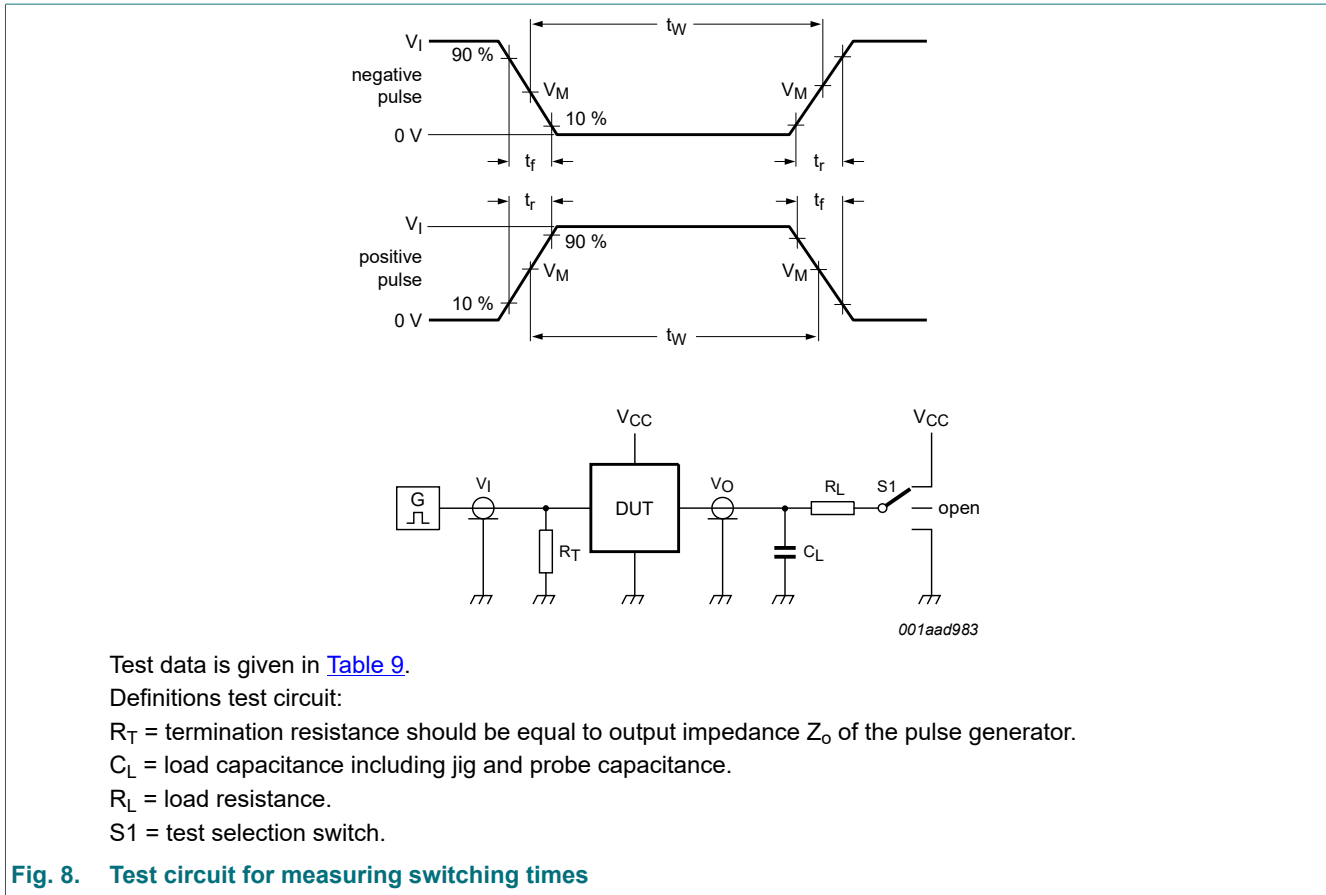 t_W
V_I
90 %
negative
pulse
V_M
V_M
10 %
0 V
t_f
t_r
t_r
t_f
V_I
90 %
positive
pulse
V_M
V_M
10 %
0 V
t_W
V_CC
V_CC
G
V_I
DUT
V_O
R_L
S1
open
R_T
C_L
001aad983
Test data is given in Table 9.
Definitions test circuit:
R_T = termination resistance should be equal to output impedance Z_o of the pulse generator.
C_L = load capacitance including jig and probe capacitance.
R_L = load resistance.
S1 = test selection switch.
Fig. 8. Test circuit for measuring switching times